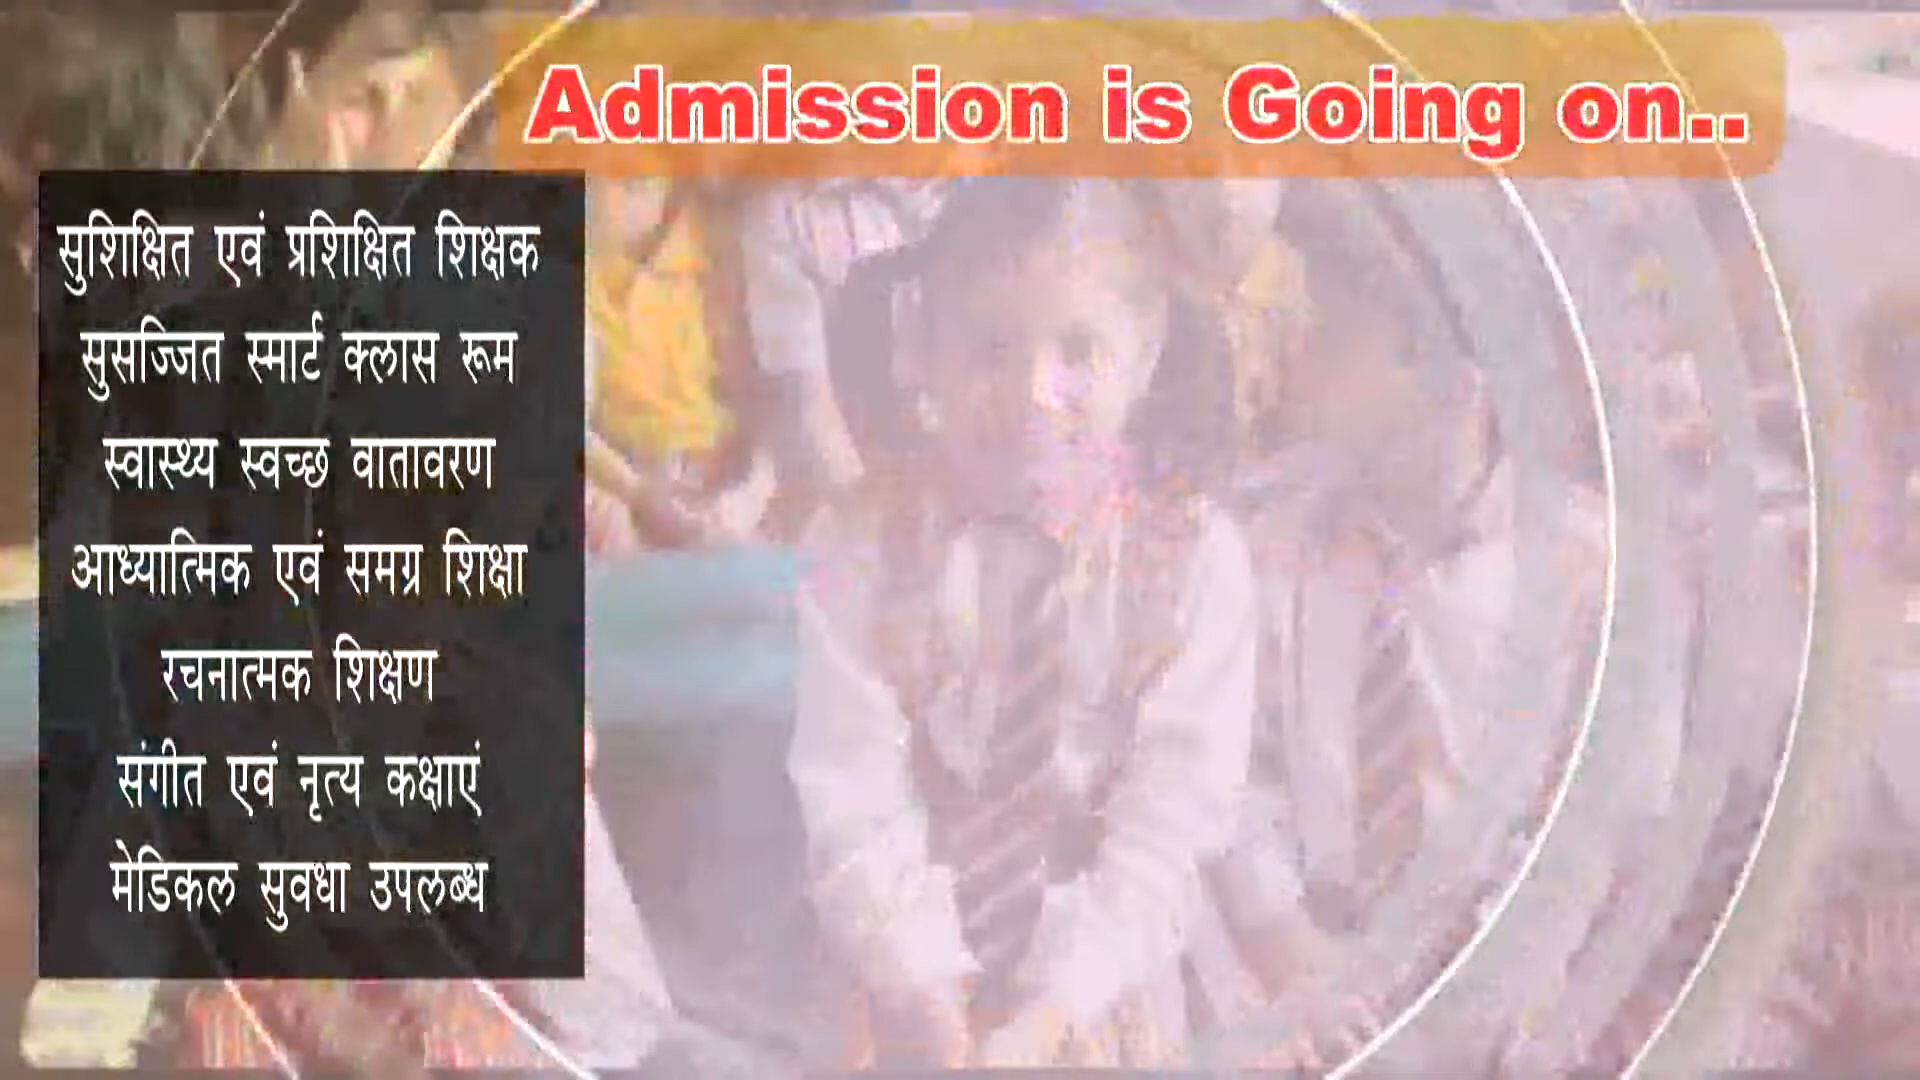 Admission is Going on..
सुशिक्षित एवं प्रशिक्षित शिक्षक
सुसज्जित स्मार्ट क्लास रूम
स्वास्थ्य स्वच्छ वातावरण
आध्यात्मिक एवं समग्र शिक्षा
रचनात्मक शिक्षण
संगीत एवं नृत्य कक्षाएं
मेडिकल सुवधा उपलब्ध